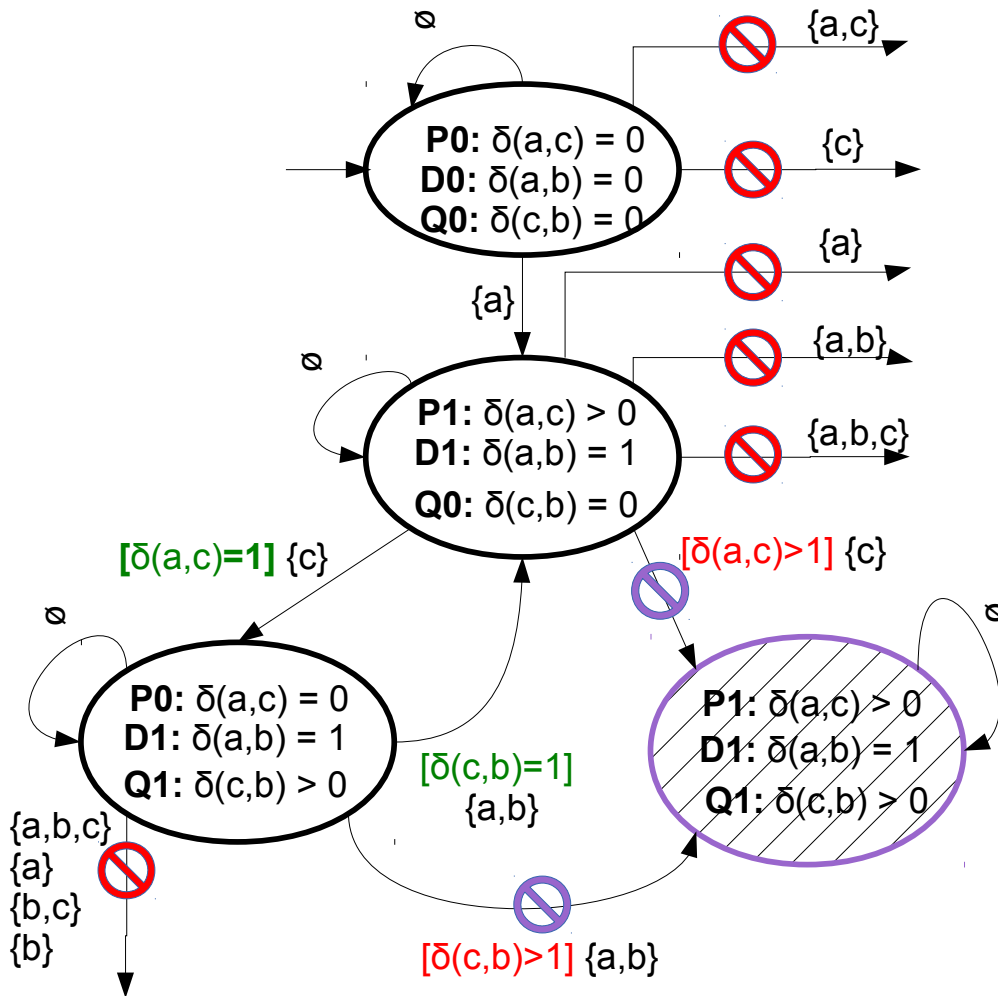 ø
{a,c}
P0: δ(a,c) = 0
D0: δ(a,b) = 0
Q0: δ(c,b) = 0
{c}
{a}
{a}
ø
{a,b}
P1: δ(a,c) > 0
D1: δ(a,b) = 1
Q0: δ(c,b) = 0
{a,b,c}
[δ(a,c)=1] {c}
[δ(a,c)>1] {c}
ø
ø
P0: δ(a,c) = 0
D1: δ(a,b) = 1
Q1: δ(c,b) > 0
P1: δ(a,c) > 0
D1: δ(a,b) = 1
Q1: δ(c,b) > 0
[δ(c,b)=1]
{a,b}
{a,b,c}
{a}
{b,c}
{b}
[δ(c,b)>1] {a,b}